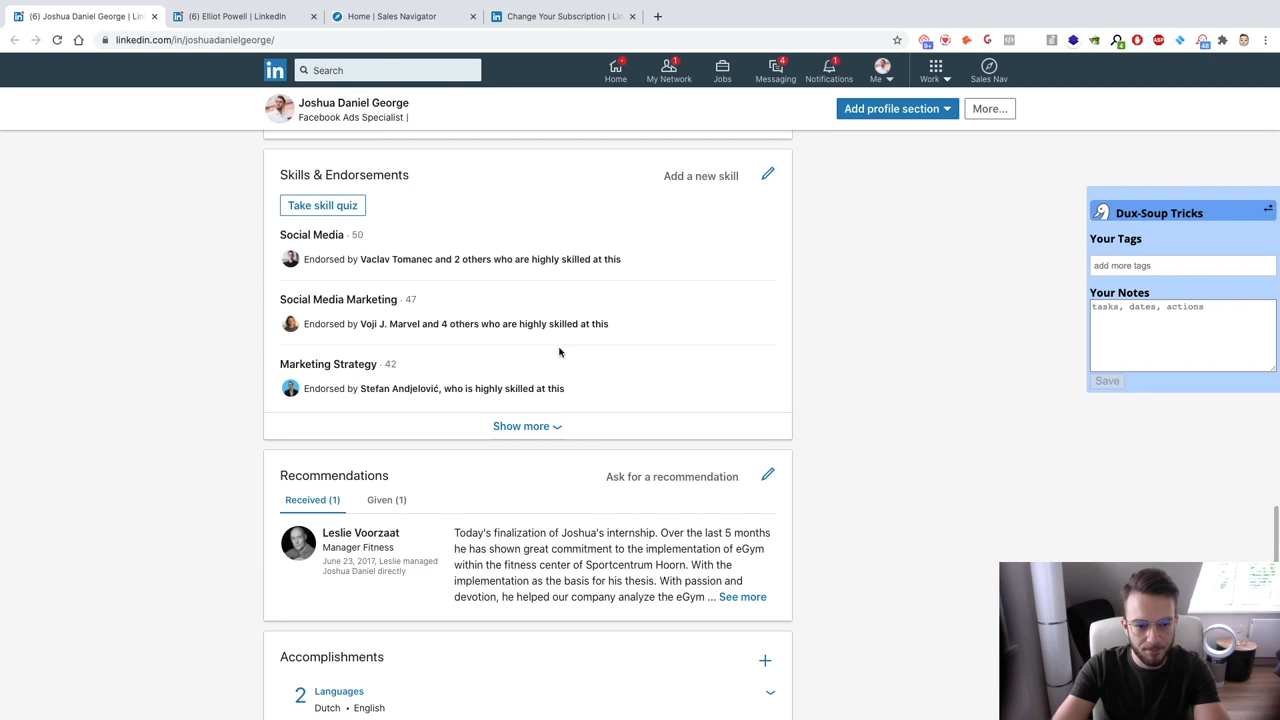 (6) Joshua Daniel George | Lin
(6) Elliot Powell | LinkedIn
Home | Sales Navigator
Change Your Subscription | Lin
linkedin.com/in/joshuadanielgeorge/
9+
4
48
in
Search
Home
1
My Network
Jobs
4
Messaging
1
Notifications
Me
Work
Sales Nav
Joshua Daniel George
Facebook Ads Specialist |
Add profile section
More...
Skills & Endorsements
Add a new skill
Take skill quiz
Social Media · 50
Endorsed by Vaclav Tomanec and 2 others who are highly skilled at this
Social Media Marketing · 47
Endorsed by Voji J. Marvel and 4 others who are highly skilled at this
Marketing Strategy · 42
Endorsed by Stefan Andjelović, who is highly skilled at this
Show more
Recommendations
Ask for a recommendation
Received (1)
Given (1)
Leslie Voorzaat
Manager Fitness
June 23, 2017, Leslie managed
Joshua Daniel directly
Today's finalization of Joshua's internship. Over the last 5 months
he has shown great commitment to the implementation of eGym
within the fitness center of Sportcentrum Hoorn. With the
implementation as the basis for his thesis. With passion and
devotion, he helped our company analyze the eGym ... See more
Accomplishments
2
Languages
Dutch • English
Dux-Soup Tricks
Your Tags
add more tags
Your Notes
tasks, dates, actions
Save